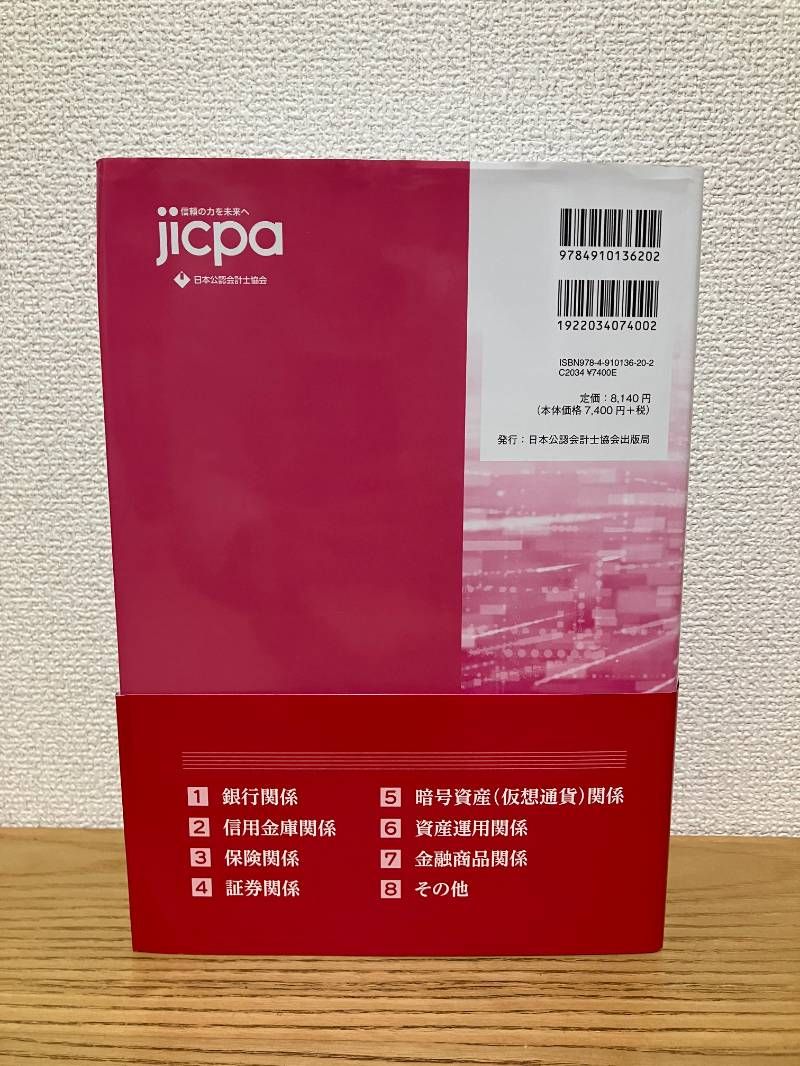 信頼の力を未来へ
jicpa
日本公認会計士協会
9784910136202
1922034074002
ISBN978-4-910136-20-2
C2034 ¥7400E
定価：8,140円
（本体価格7,400円＋税）
発行：日本公認会計士協会出版局
1 銀行関係
2 信用金庫関係
3 保険関係
4 証券関係
5 暗号資産（仮想通貨）関係
6 資産運用関係
7 金融商品関係
8 その他